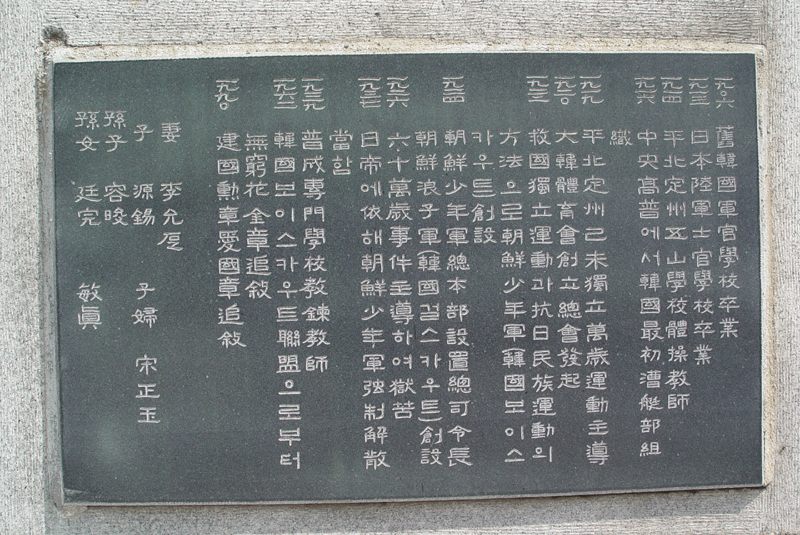 一九〇六 舊韓國軍官學校卒業
一九一三 日本陸軍士官學校卒業
一九一四 平北定州五山學校體操教師
一九一六 中央高普에서韓國最初漕艇部組
織
一九一九 平北定州己未獨立萬歲運動主導
一九二〇 大韓體育會創立總會發起
一九二二 救國獨立運動과抗日民族運動의
方法으로朝鮮少年軍韓國보이스
카우트創設
一九二四 朝鮮少年軍總本部設置總司令長
朝鮮浪子軍韓國걸스카우트創設
一九二六 六十萬歲事件主導하여獄苦
一九三七 日帝에依해朝鮮少年軍强制解散
當함
一九三九 普成專門學校教鍊教師
一九六三 韓國보이스카우트聯盟으로부터
無窮花金章追敍
一九九〇 建國勳章愛國章追敍
妻 李允
子 源錫 子婦 宋正玉
孫子 容晙
孫女 廷完 敏眞